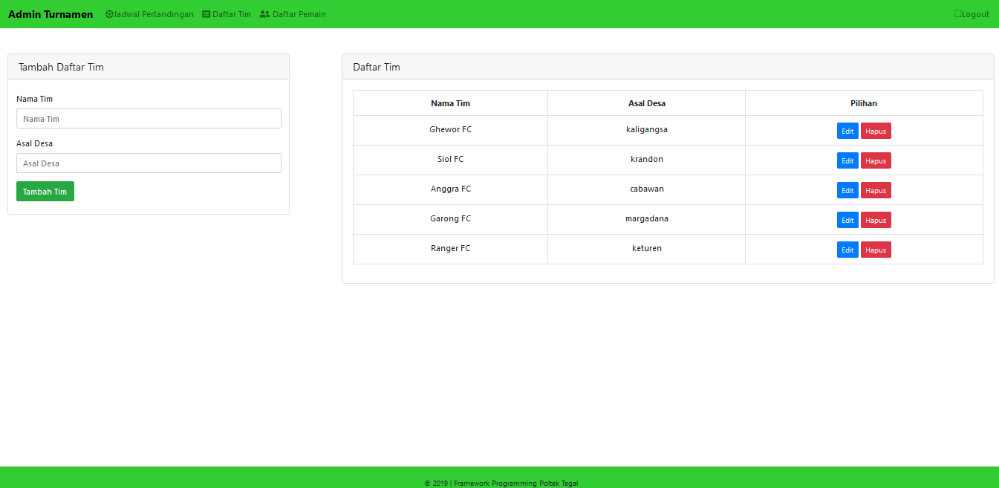 Admin Turnamen Jadwal Pertandingan Daftar Tim Daftar Pemain Logout
Tambah Daftar Tim
Nama Tim
Nama Tim
Asal Desa
Asal Desa
Tambah Tim
Daftar Tim
Nama Tim Asal Desa Pilihan
Ghewor FC kaligangsa Edit Hapus
Siol FC krandon Edit Hapus
Anggra FC cabawan Edit Hapus
Garong FC margadana Edit Hapus
Ranger FC keturen Edit Hapus
© 2019 | Framework Programming Poltek Tegal